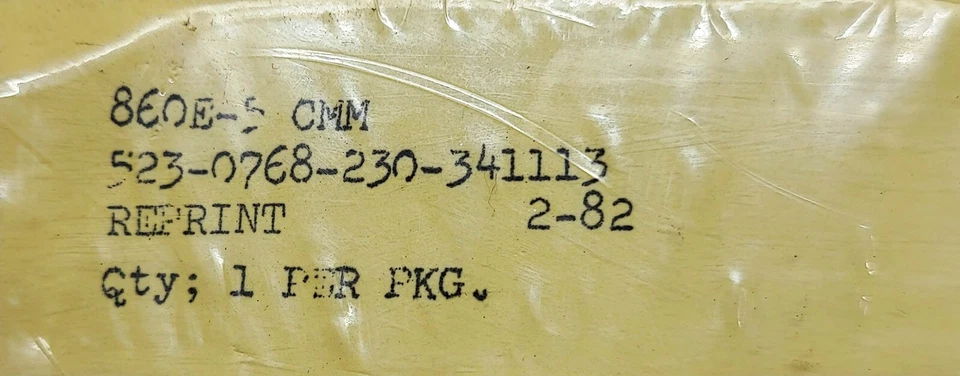 860E-5 CMM
523-0768-230-341113
REPRINT 2-82
Qty; 1 PER PKG.